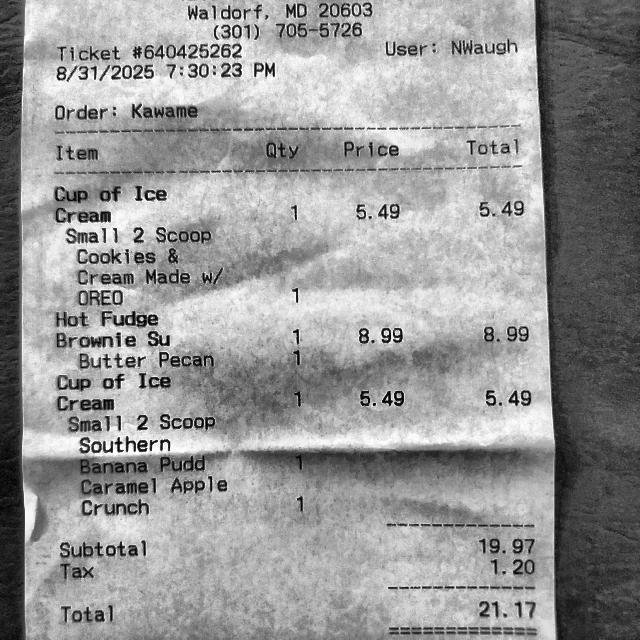 Waldorf, MD 20603
(301) 705-5726
Ticket #640425262 User: NWaugh
8/31/2025 7:30:23 PM
Order: Kawame
Item Qty Price Total
Cup of Ice
Cream 1 5.49 5.49
Small 2 Scoop
Cookies &
Cream Made w/
OREO 1
Hot Fudge
Brownie Su 1 8.99 8.99
Butter Pecan 1
Cup of Ice
Cream 1 5.49 5.49
Small 2 Scoop
Southern
Banana Pudd 1
Caramel Apple
Crunch 1
Subtotal 19.97
Tax 1.20
Total 21.17